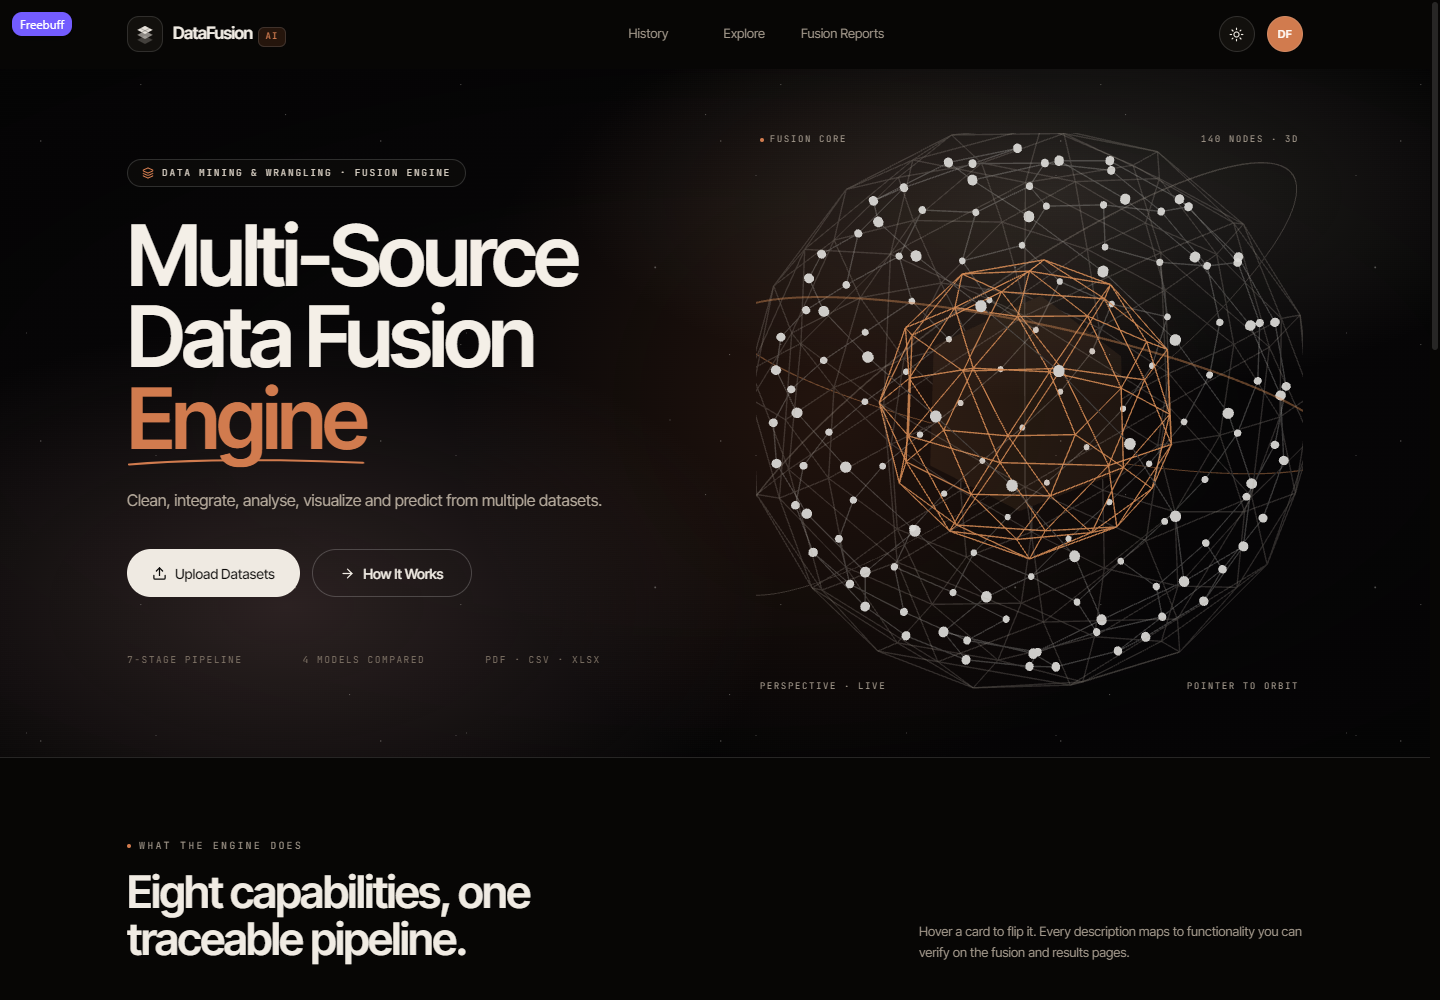 Freebuff
DataFusion AI
History
Explore
Fusion Reports
DF
FUSION CORE
140 NODES · 3D
DATA MINING & WRANGLING · FUSION ENGINE
Multi-Source
Data Fusion
Engine
Clean, integrate, analyse, visualize and predict from multiple datasets.
Upload Datasets
How It Works
7-STAGE PIPELINE
4 MODELS COMPARED
PDF · CSV · XLSX
PERSPECTIVE · LIVE
POINTER TO ORBIT
WHAT THE ENGINE DOES
Eight capabilities, one
traceable pipeline.
Hover a card to flip it. Every description maps to functionality you can
verify on the fusion and results pages.